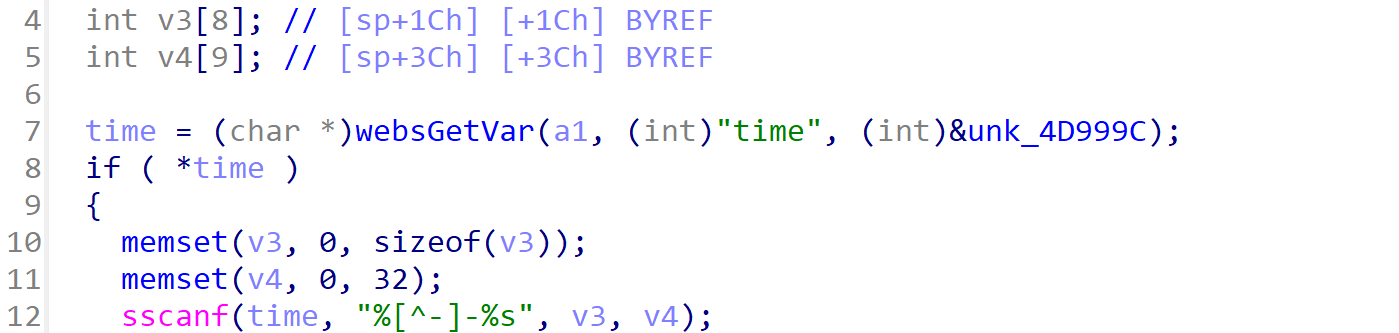 4 int v3[8]; // [sp+1Ch] [+1Ch] BYREF
5 int v4[9]; // [sp+3Ch] [+3Ch] BYREF
6
7 time = (char *)websGetVar(a1, (int)"time", (int)&unk_4D999C);
8 if ( *time )
9 {
10 memset(v3, 0, sizeof(v3));
11 memset(v4, 0, 32);
12 sscanf(time, "%[^-]-%s", v3, v4);